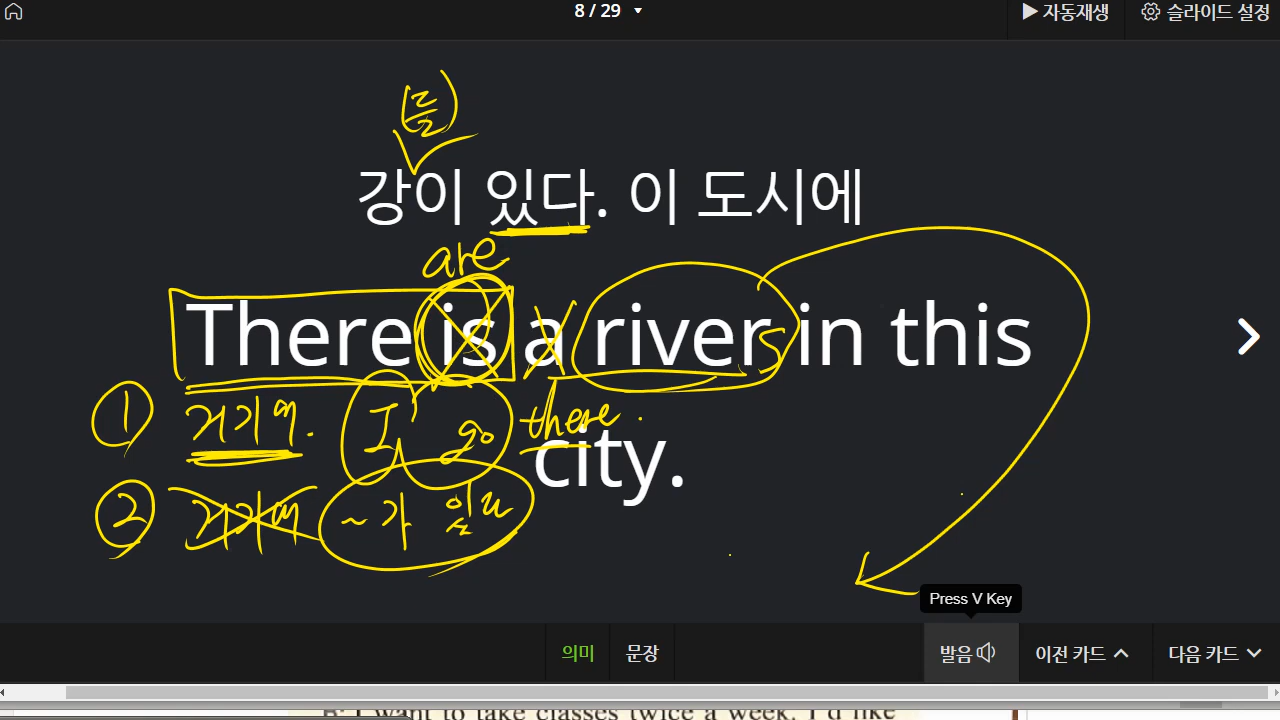 8 / 29
▶ 자동재생
슬라이드 설정
(들)
강이 있다. 이 도시에
are
There is a rivers in this
① 거기에. I go there.
city.
② 거기에 ~가 있다
Press V Key
의미
문장
발음
이전 카드
다음 카드
B: I want to take classes twice a week. I'd like